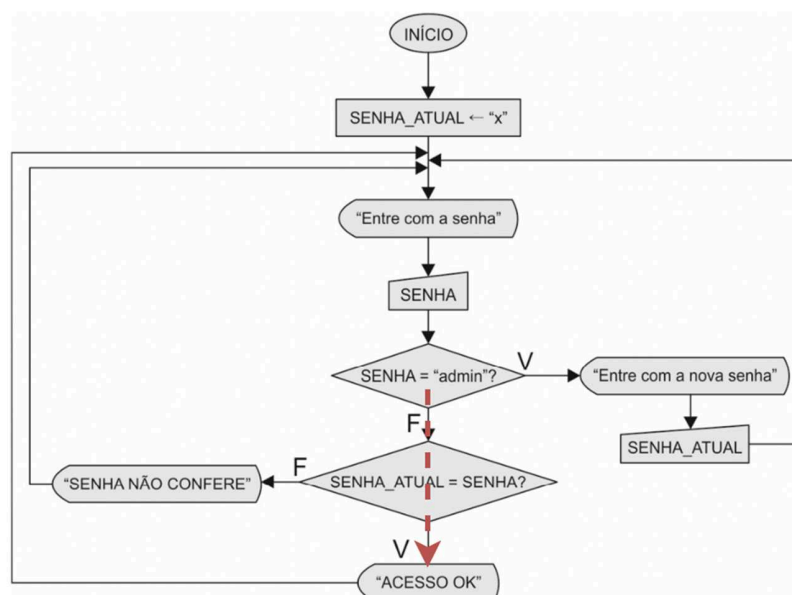 INÍCIO
SENHA_ATUAL ← “x”
“Entre com a senha”
SENHA
SENHA = “admin”?
V
“Entre com a nova senha”
F
SENHA_ATUAL
SENHA_ATUAL = SENHA?
F
“SENHA NÃO CONFERE”
V
“ACESSO OK”